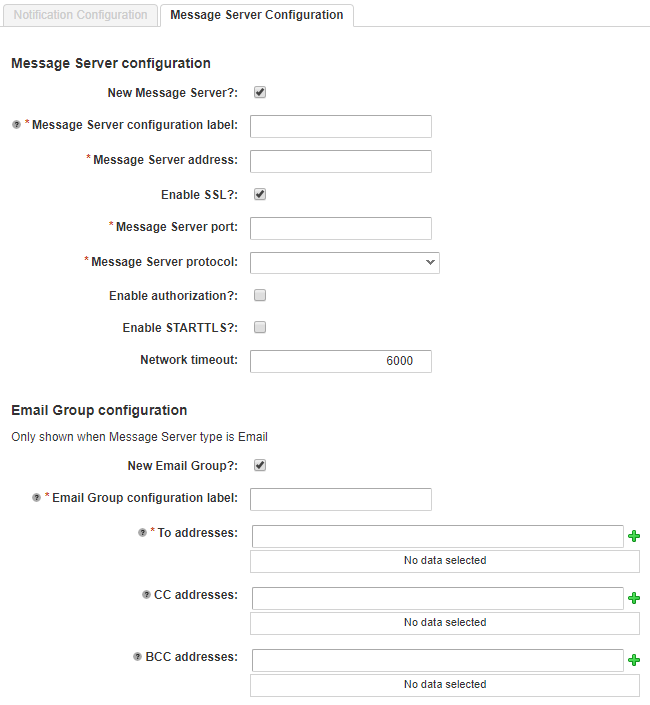 Notification Configuration
Message Server Configuration
Message Server configuration
New Message Server?:
? * Message Server configuration label:
* Message Server address:
Enable SSL?:
* Message Server port:
* Message Server protocol:
Enable authorization?:
Enable STARTTLS?:
Network timeout: 6000
Email Group configuration
Only shown when Message Server type is Email
New Email Group?:
? * Email Group configuration label:
? * To addresses:
No data selected
? CC addresses:
No data selected
? BCC addresses:
No data selected